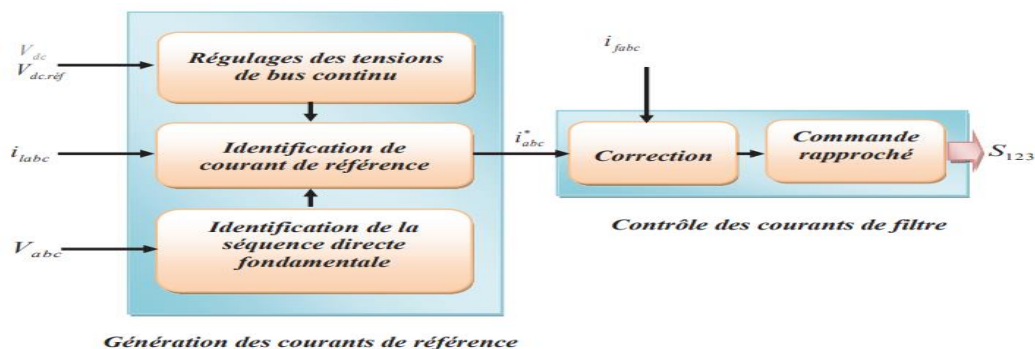 V_dc
V_dc.réf
Régulages des tensions
de bus continu
i_labc
Identification de
courant de référence
V_abc
Identification de la
séquence directe
fondamentale
Génération des courants de référence
i*_abc
i_fabc
Correction
Commande
rapproché
S_123
Contrôle des courants de filtre